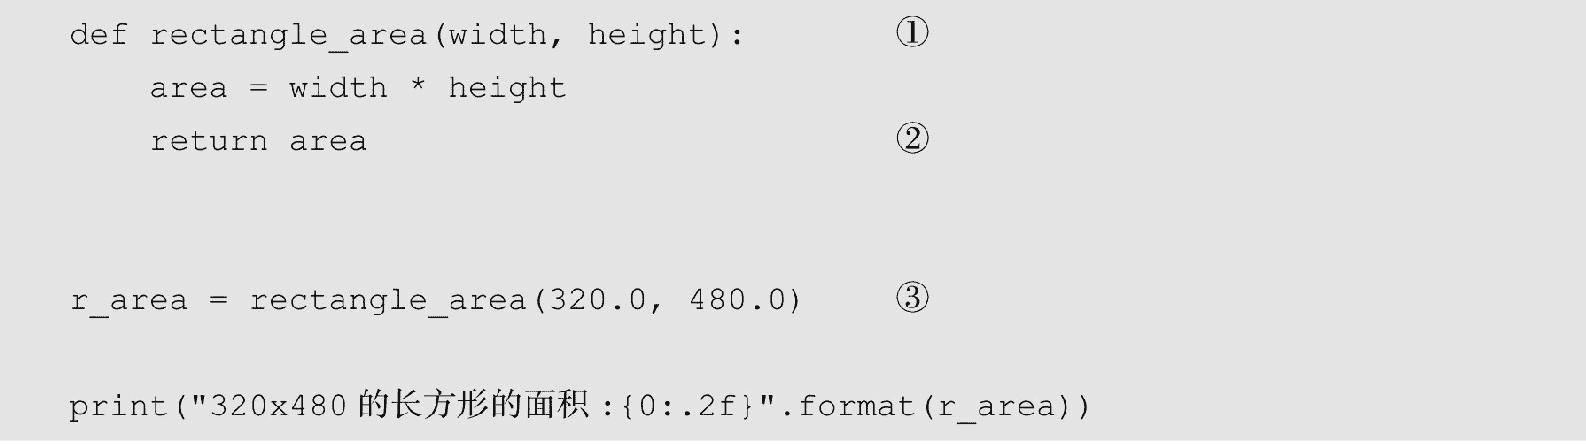 def rectangle_area(width, height): ①
    area = width * height
    return area ②
r_area = rectangle_area(320.0, 480.0) ③
print("320x480 的长方形的面积:{0:.2f}".format(r_area))